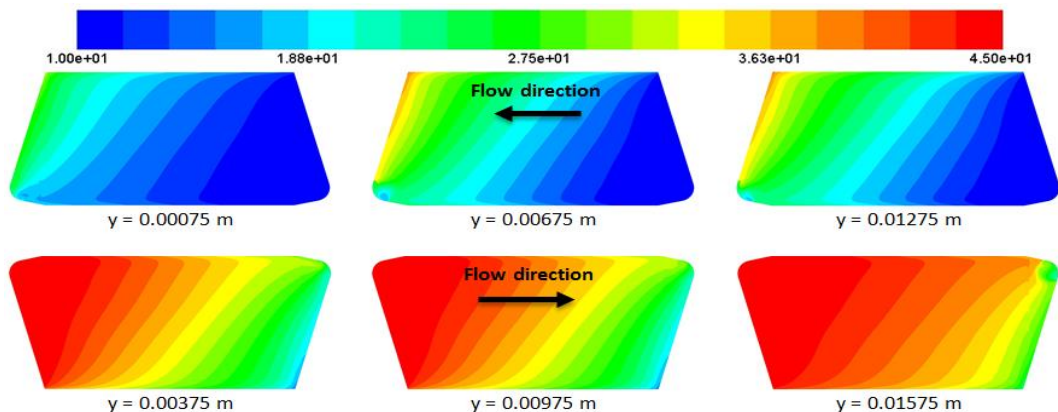 1.00e+01 1.88e+01 2.75e+01 3.63e+01 4.50e+01
Flow direction
y = 0.00075 m y = 0.00675 m y = 0.01275 m
Flow direction
y = 0.00375 m y = 0.00975 m y = 0.01575 m